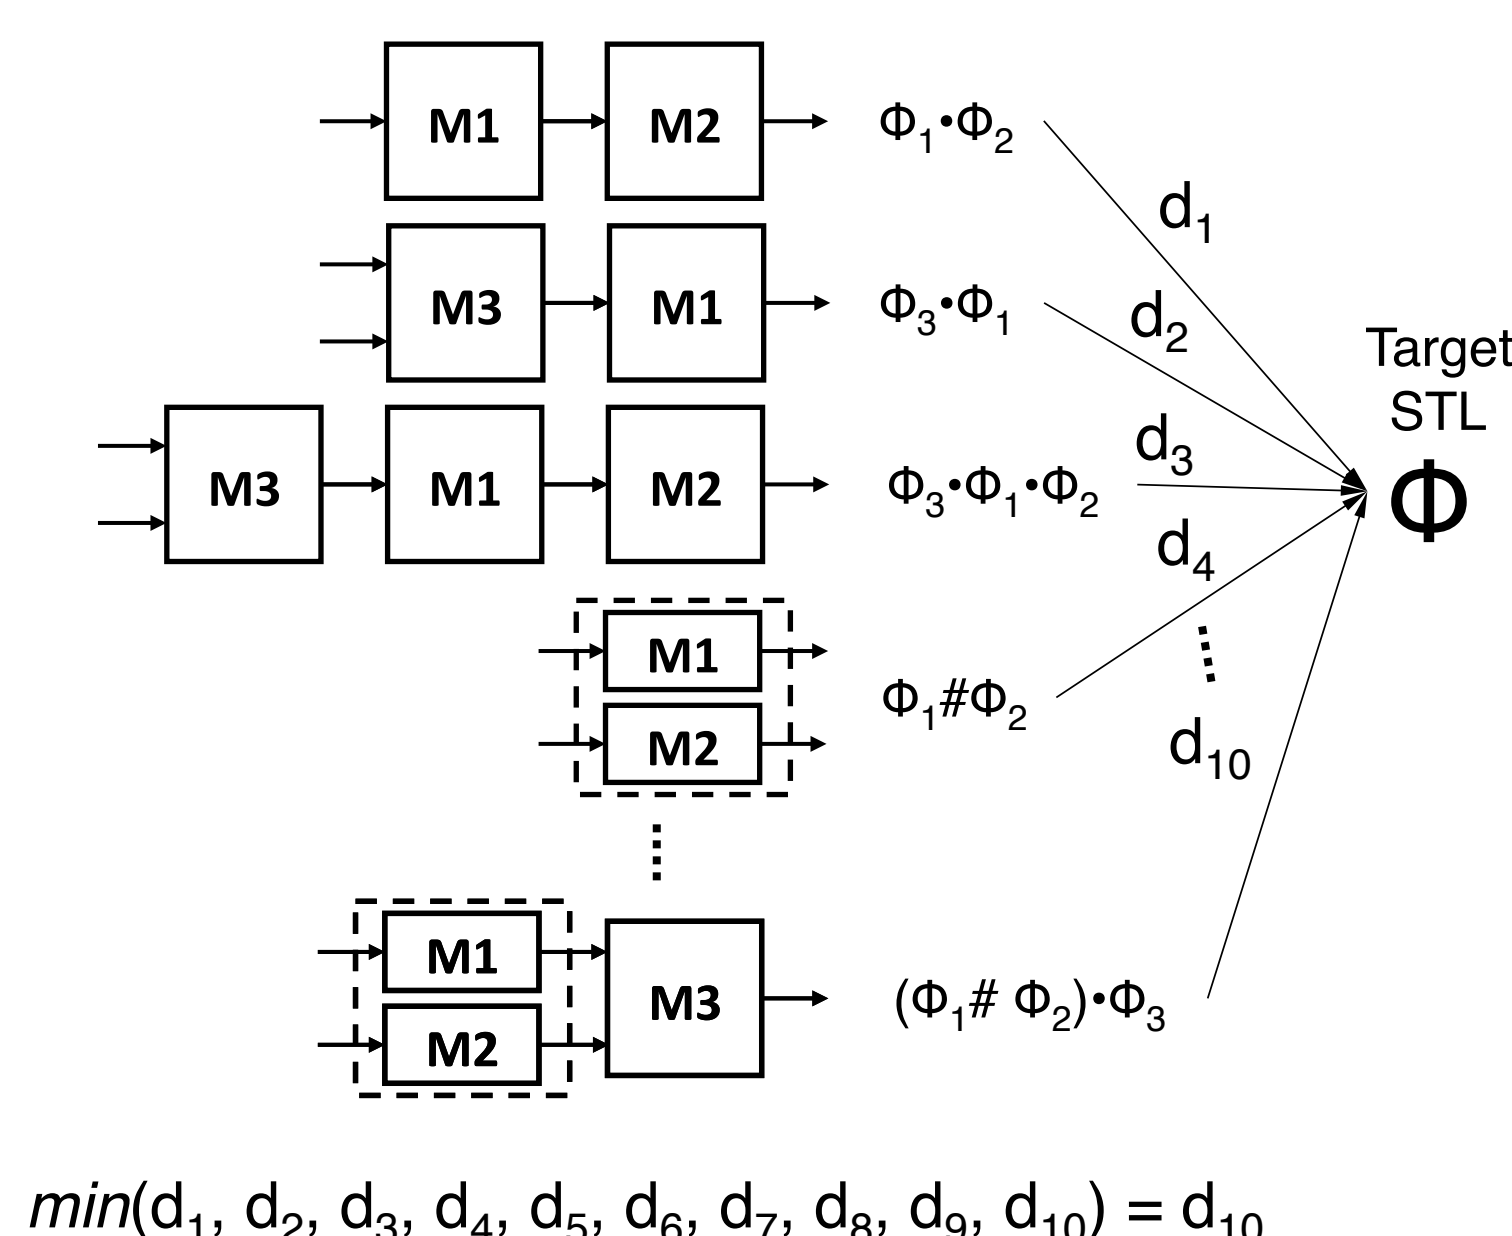 M1 M2 Φ₁•Φ₂
d₁
M3 M1 Φ₃•Φ₁
d₂
Target
STL
Φ
M3 M1 M2 Φ₃•Φ₁•Φ₂
d₃
d₄
M1
M2
Φ₁#Φ₂
d₁₀
M1
M2
M3
(Φ₁# Φ₂)•Φ₃
min(d₁, d₂, d₃, d₄, d₅, d₆, d₇, d₈, d₉, d₁₀) = d₁₀